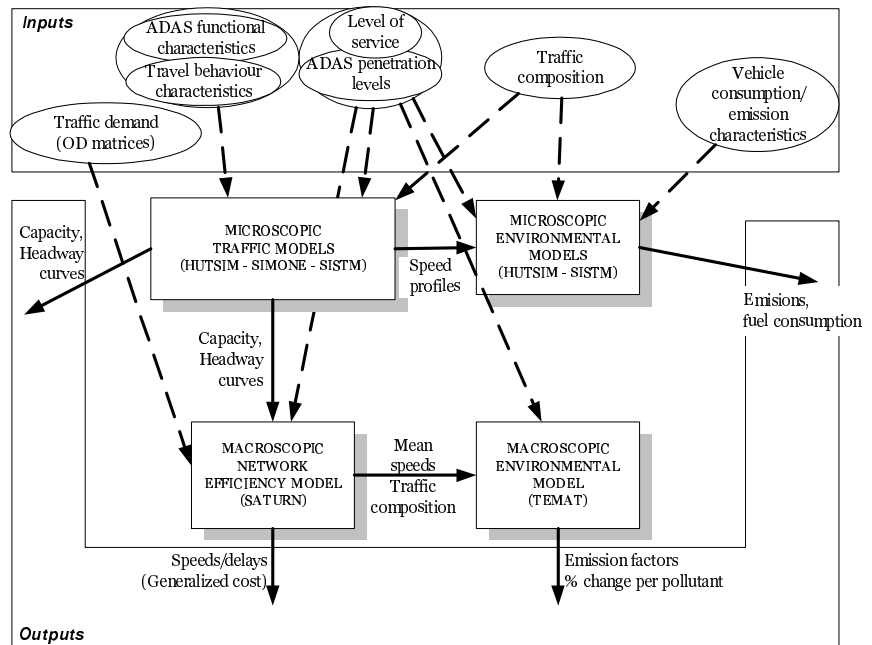 Inputs
ADAS functional
characteristics
Travel behaviour
characteristics
Level of
service
ADAS penetration
levels
Traffic
composition
Vehicle
consumption/
emission
characteristics
Traffic demand
(OD matrices)
Capacity,
Headway
curves
MICROSCOPIC
TRAFFIC MODELS
(HUTSIM - SIMONE - SISTM)
Speed
profiles
MICROSCOPIC
ENVIRONMENTAL
MODELS
(HUTSIM - SISTM)
Emisions,
fuel consumption
Capacity,
Headway
curves
MACROSCOPIC
NETWORK
EFFICIENCY MODEL
(SATURN)
Mean
speeds
Traffic
composition
MACROSCOPIC
ENVIRONMENTAL
MODEL
(TEMAT)
Speeds/delays
(Generalized cost)
Emission factors
% change per pollutant
Outputs